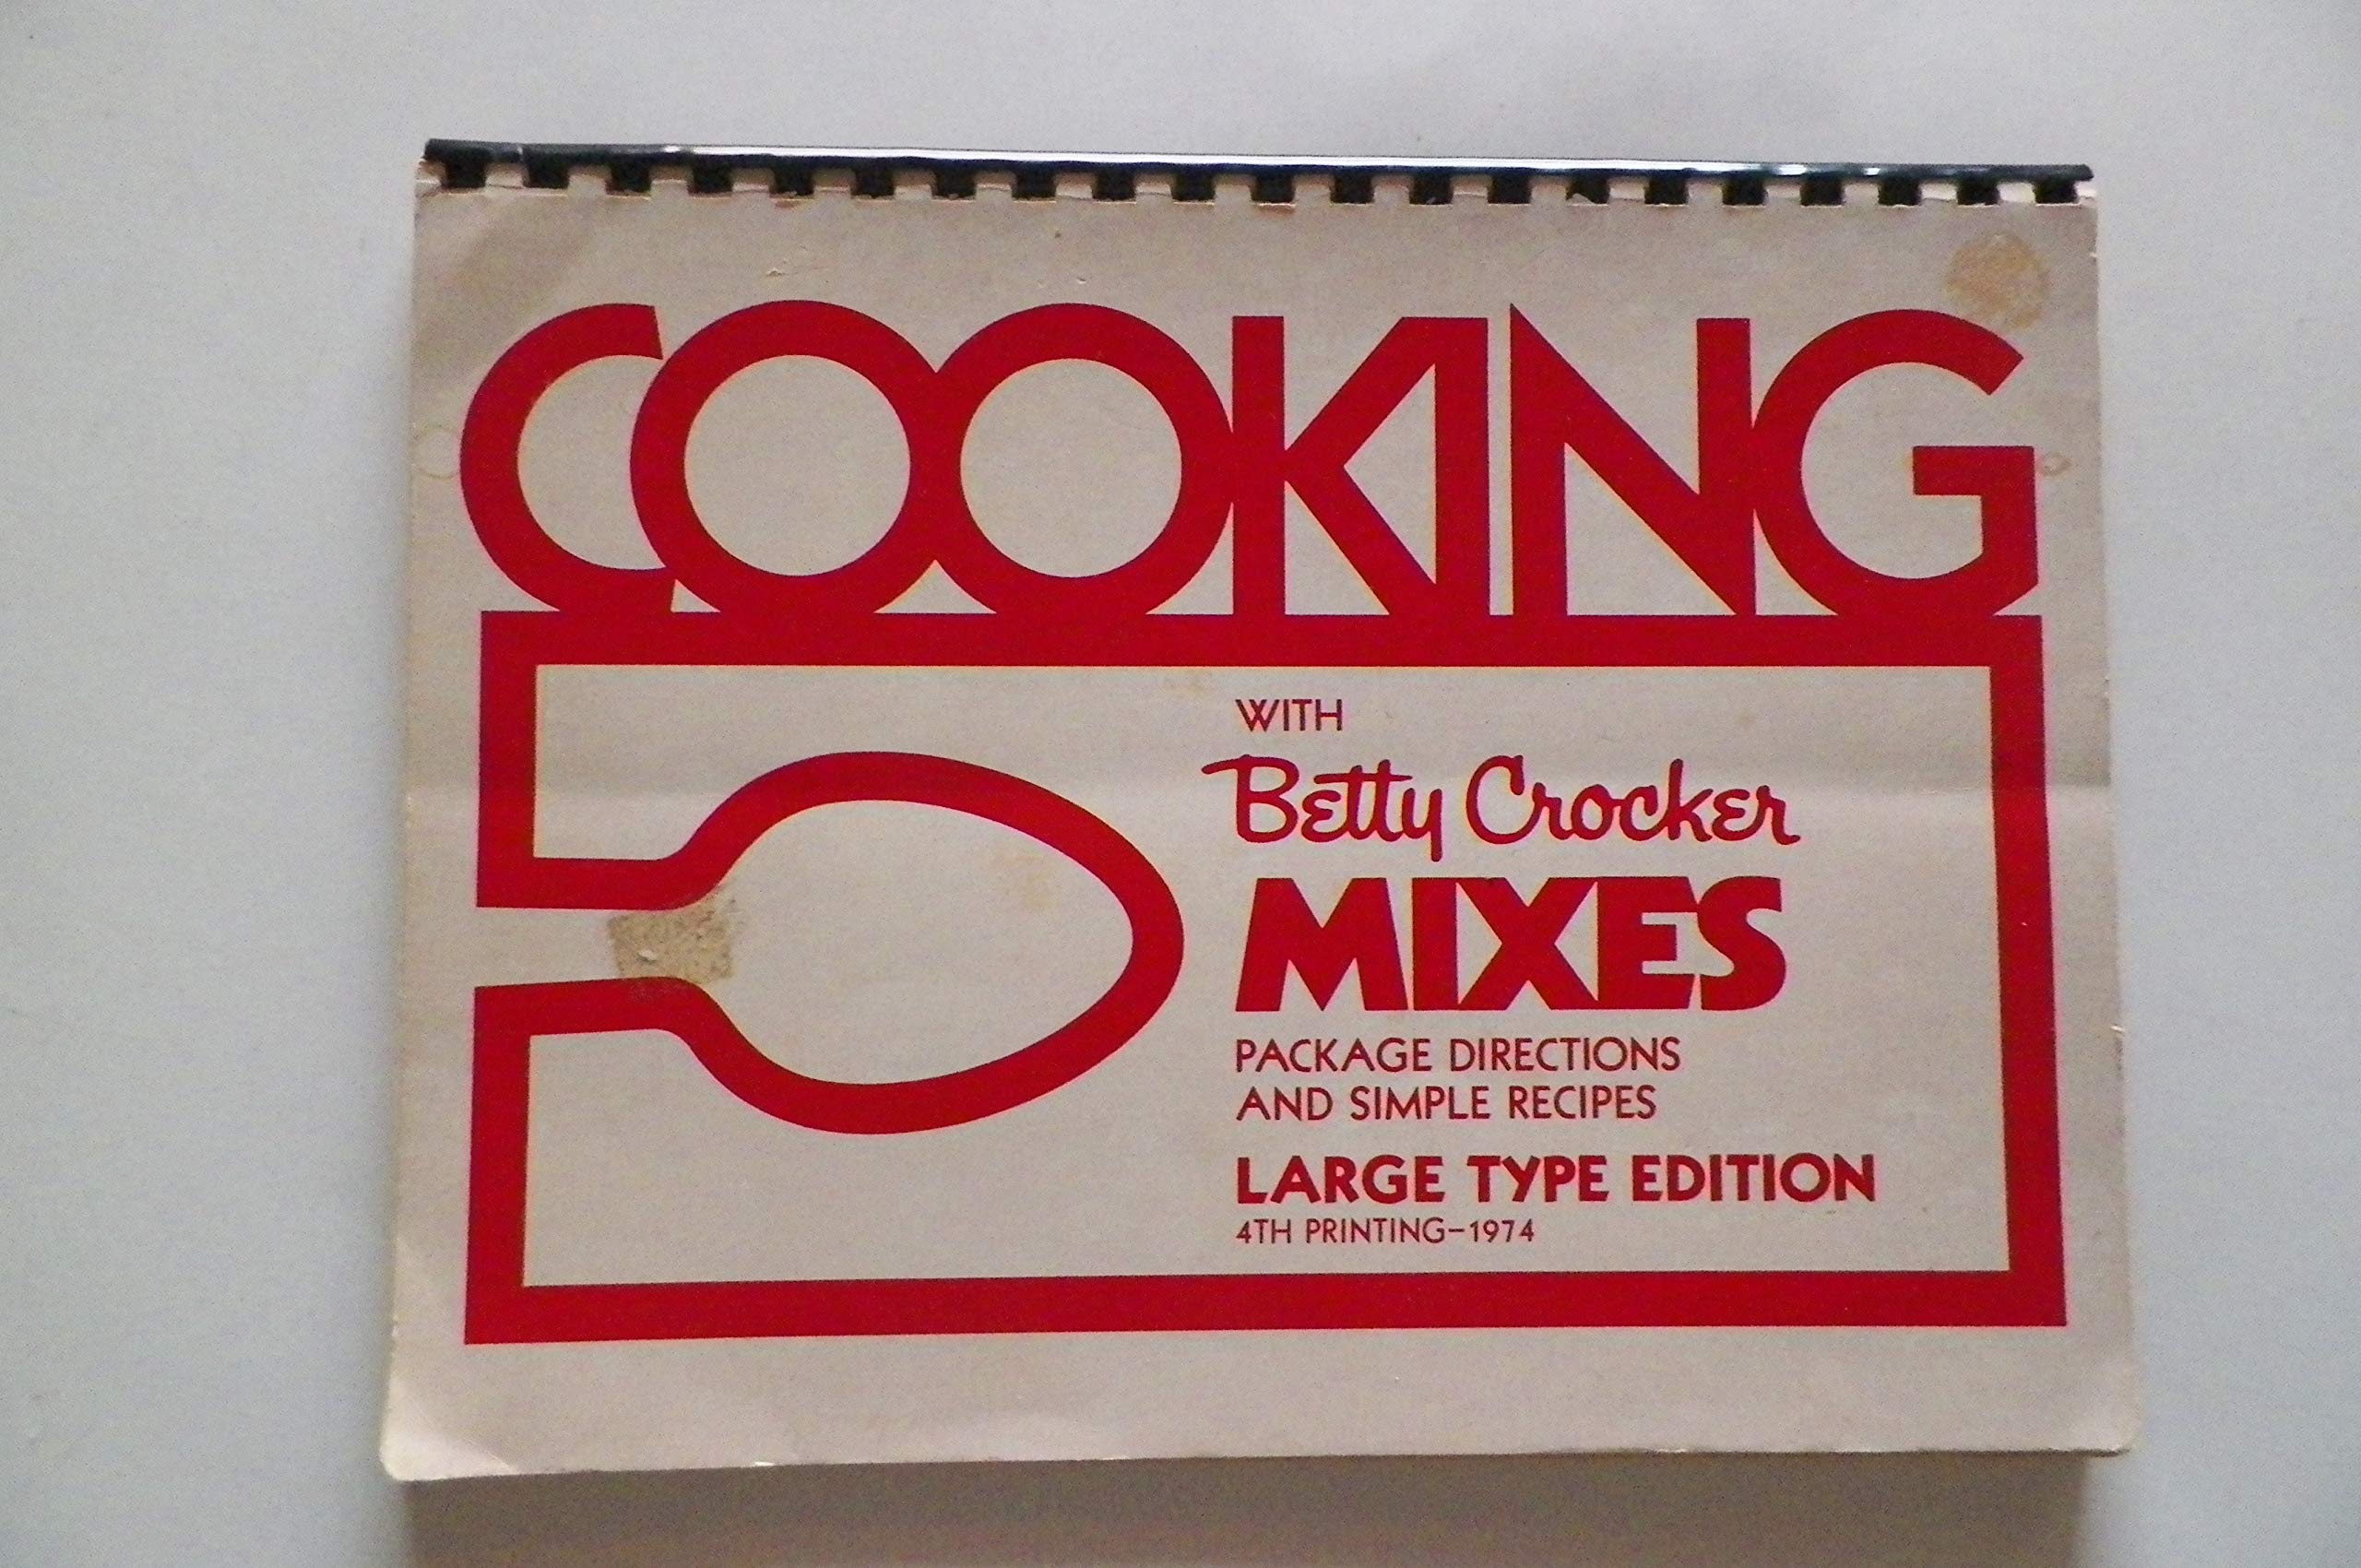 COOKING
WITH
Betty Crocker
MIXES
PACKAGE DIRECTIONS
AND SIMPLE RECIPES
LARGE TYPE EDITION
4TH PRINTING–1974